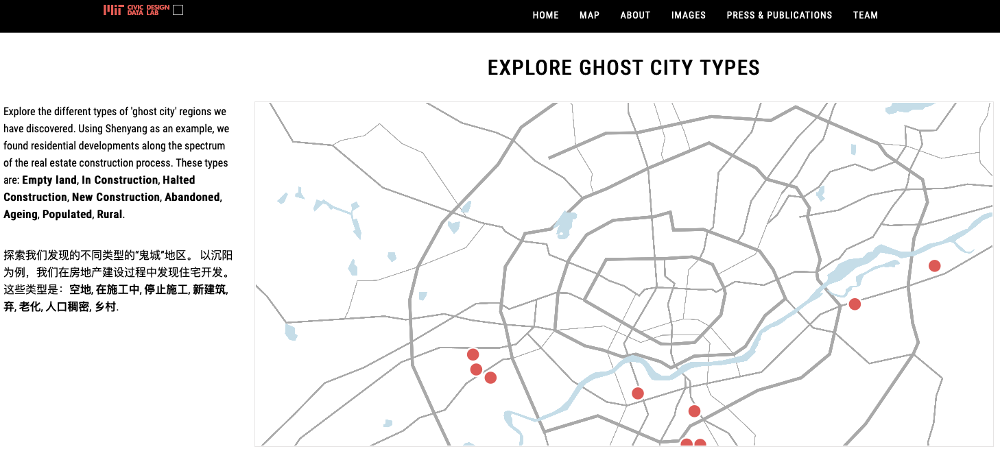 MIT CIVIC DESIGN
DATA LAB
HOME MAP ABOUT IMAGES PRESS & PUBLICATIONS TEAM
EXPLORE GHOST CITY TYPES
Explore the different types of 'ghost city' regions we
have discovered. Using Shenyang as an example, we
found residential developments along the spectrum
of the real estate construction process. These types
are: Empty land, In Construction, Halted
Construction, New Construction, Abandoned,
Ageing, Populated, Rural.
探索我们发现的不同类型的“鬼城”地区。 以沉阳
为例，我们在房地产建设过程中发现住宅开发。
这些类型是：空地, 在施工中, 停止施工, 新建筑,
弃, 老化, 人口稠密, 乡村.